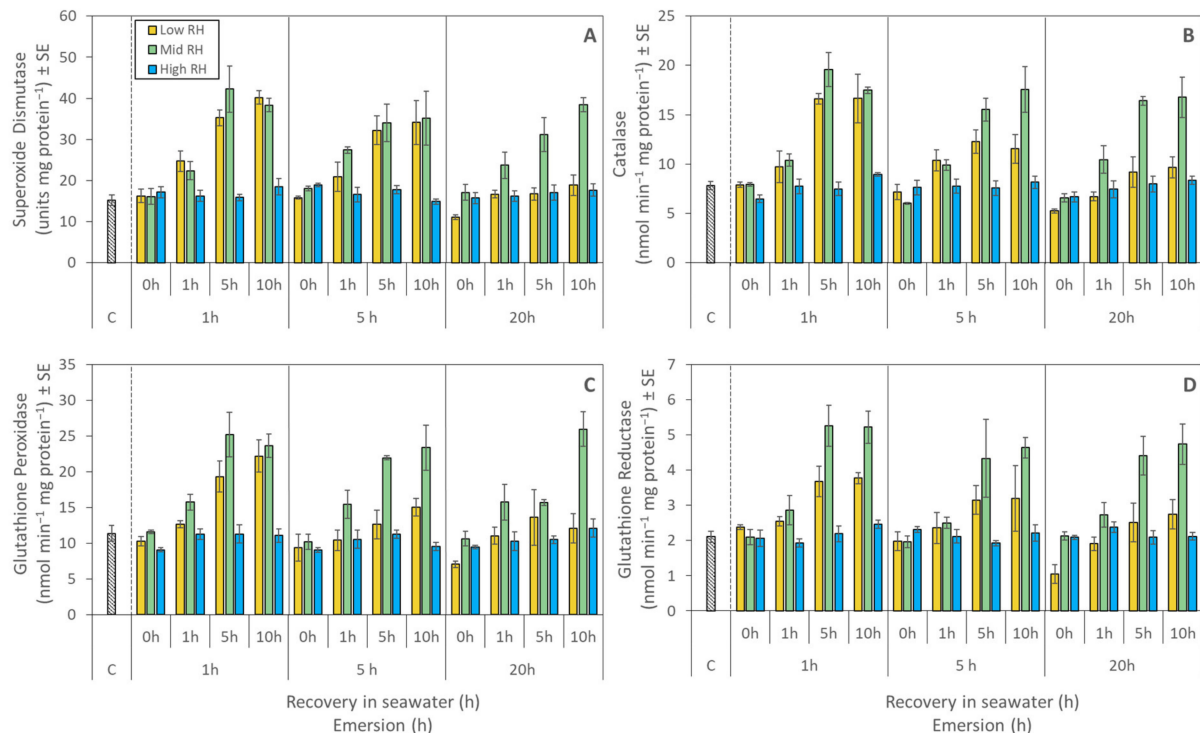 A
Superoxide Dismutase
(units mg protein⁻¹) ± SE
60
50
40
30
20
10
0
Low RH
Mid RH
High RH
0h 1h 5h 10h 0h 1h 5h 10h 0h 1h 5h 10h
C 1h 5 h 20h
B
Catalase
(nmol min⁻¹ mg protein⁻¹) ± SE
25
20
15
10
5
0
0h 1h 5h 10h 0h 1h 5h 10h 0h 1h 5h 10h
C 1h 5 h 20h
C
Glutathione Peroxidase
(nmol min⁻¹ mg protein⁻¹) ± SE
35
30
25
20
15
10
5
0
0h 1h 5h 10h 0h 1h 5h 10h 0h 1h 5h 10h
C 1h 5 h 20h
Recovery in seawater (h)
Emersion (h)
D
Glutathione Reductase
(nmol min⁻¹ mg protein⁻¹) ± SE
7
6
5
4
3
2
1
0
0h 1h 5h 10h 0h 1h 5h 10h 0h 1h 5h 10h
C 1h 5 h 20h
Recovery in seawater (h)
Emersion (h)